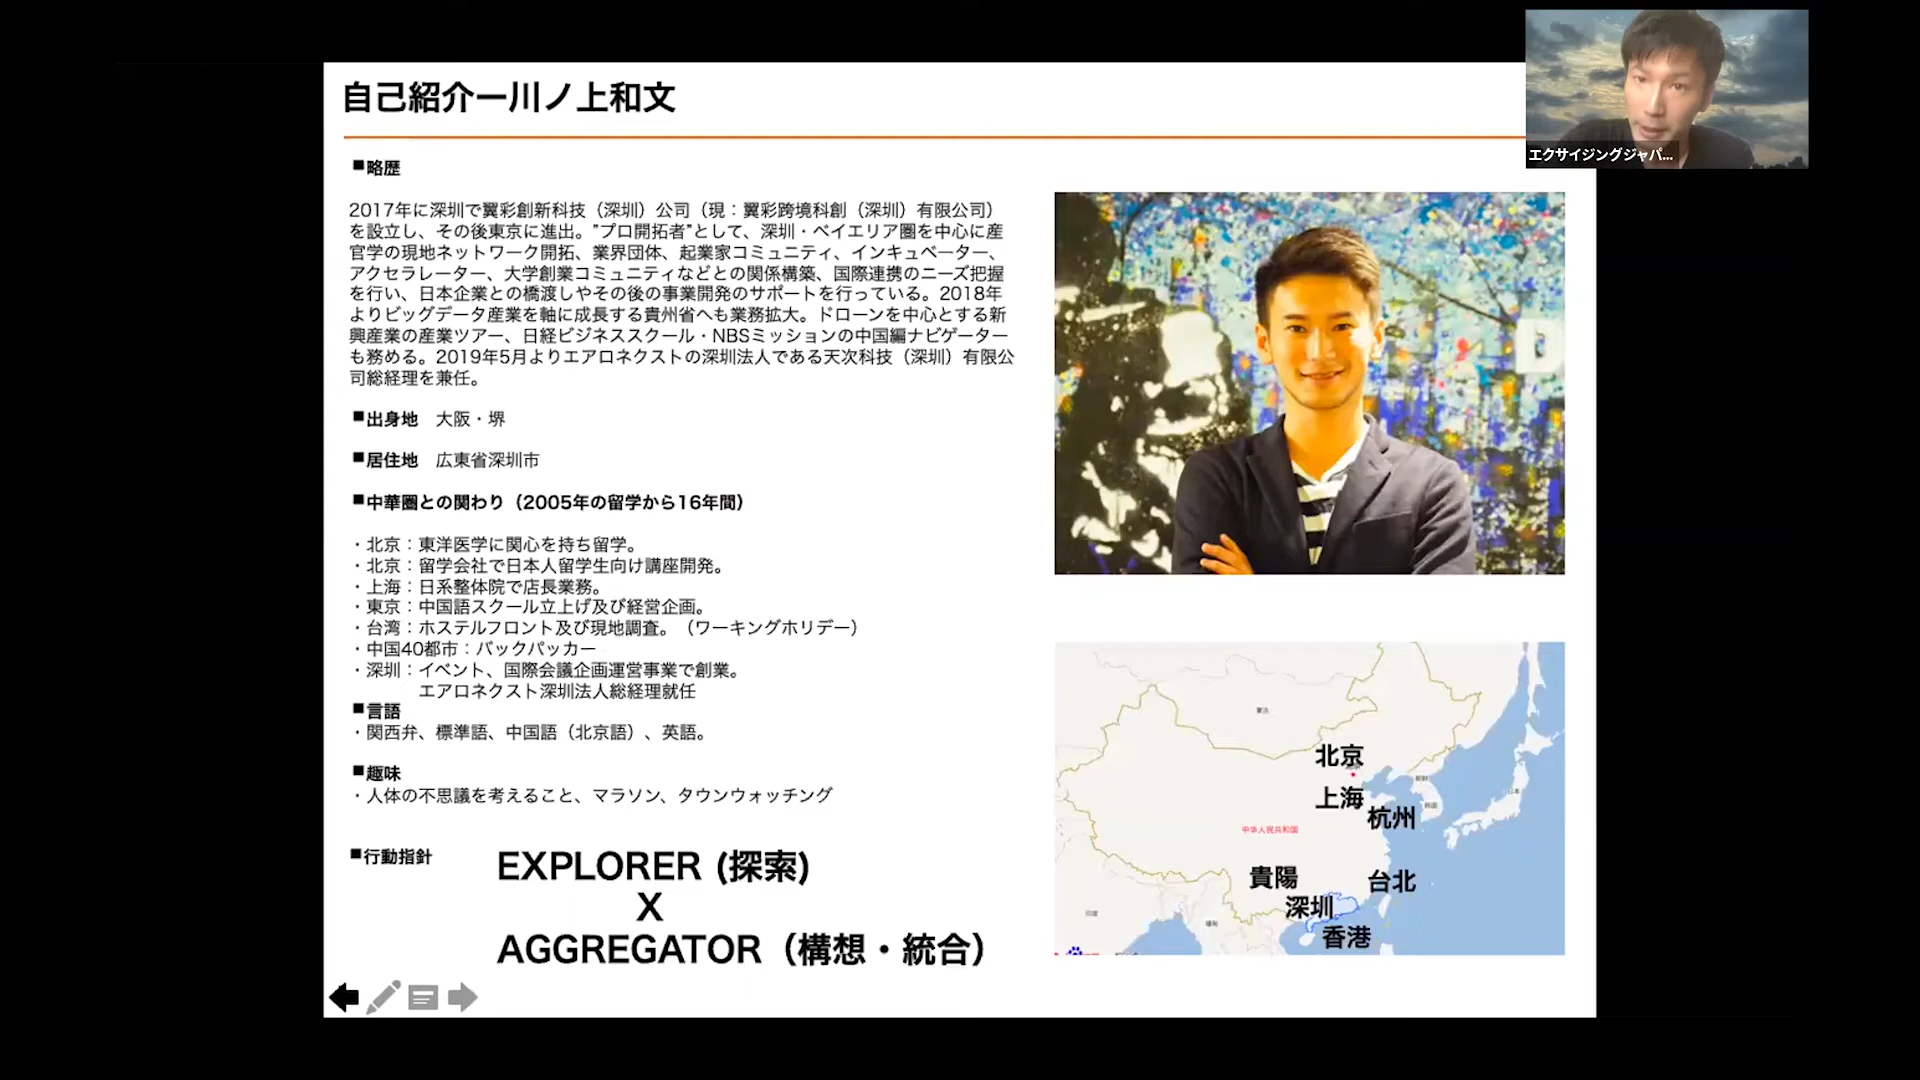 自己紹介ー川ノ上和文
エクサイジングジャパ...
■略歴
2017年に深圳で翼彩創新科技（深圳）公司（現：翼彩跨境科創（深圳）有限公司）
を設立し、その後東京に進出。”プロ開拓者”として、深圳・ベイエリア圏を中心に産
官学の現地ネットワーク開拓、業界団体、起業家コミュニティ、インキュベーター、
アクセラレーター、大学創業コミュニティなどとの関係構築、国際連携のニーズ把握
を行い、日本企業との橋渡しやその後の事業開発のサポートを行っている。2018年
よりビッグデータ産業を軸に成長する貴州省へも業務拡大。ドローンを中心とする新
興産業の産業ツアー、日経ビジネススクール・NBSミッションの中国編ナビゲーター
も務める。2019年5月よりエアロネクストの深圳法人である天次科技（深圳）有限公
司総経理を兼任。
■出身地　大阪・堺
■居住地　広東省深圳市
■中華圏との関わり（2005年の留学から16年間）
・北京：東洋医学に関心を持ち留学。
・北京：留学会社で日本人留学生向け講座開発。
・上海：日系整体院で店長業務。
・東京：中国語スクール立上げ及び経営企画。
・台湾：ホステルフロント及び現地調査。（ワーキングホリデー）
・中国40都市：バックパッカー
・深圳：イベント、国際会議企画運営事業で創業。
エアロネクスト深圳法人総経理就任
■言語
・関西弁、標準語、中国語（北京語）、英語。
■趣味
・人体の不思議を考えること、マラソン、タウンウォッチング
■行動指針
EXPLORER (探索)
X
AGGREGATOR（構想・統合）
蒙古
北京
上海
杭州
朝鲜
韩国
日本
中华人民共和国
貴陽
台北
深圳
香港
印度
缅甸